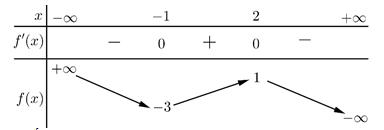 x −∞ −1 2 +∞
f′(x) − 0 + 0 −
+∞ 1
f(x)
−3 −∞